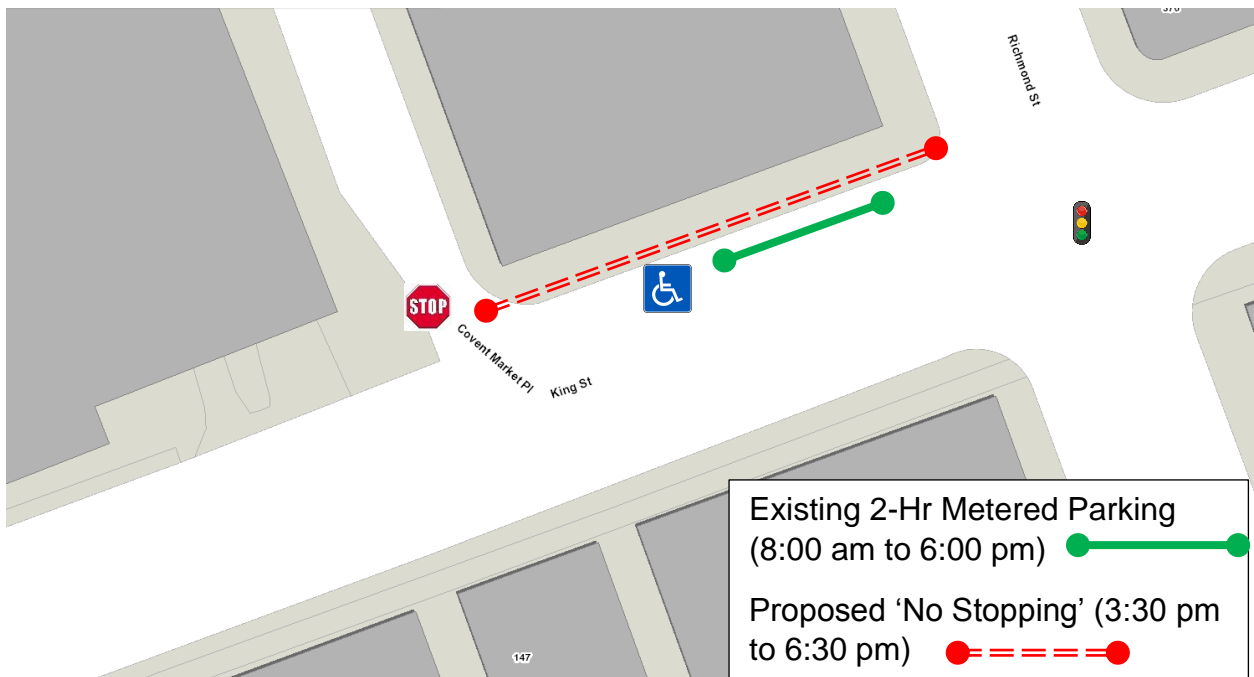 Richmond St
STOP
Covent Market Pl
King St
147
Existing 2-Hr Metered Parking
(8:00 am to 6:00 pm)
Proposed ‘No Stopping’ (3:30 pm
to 6:30 pm)